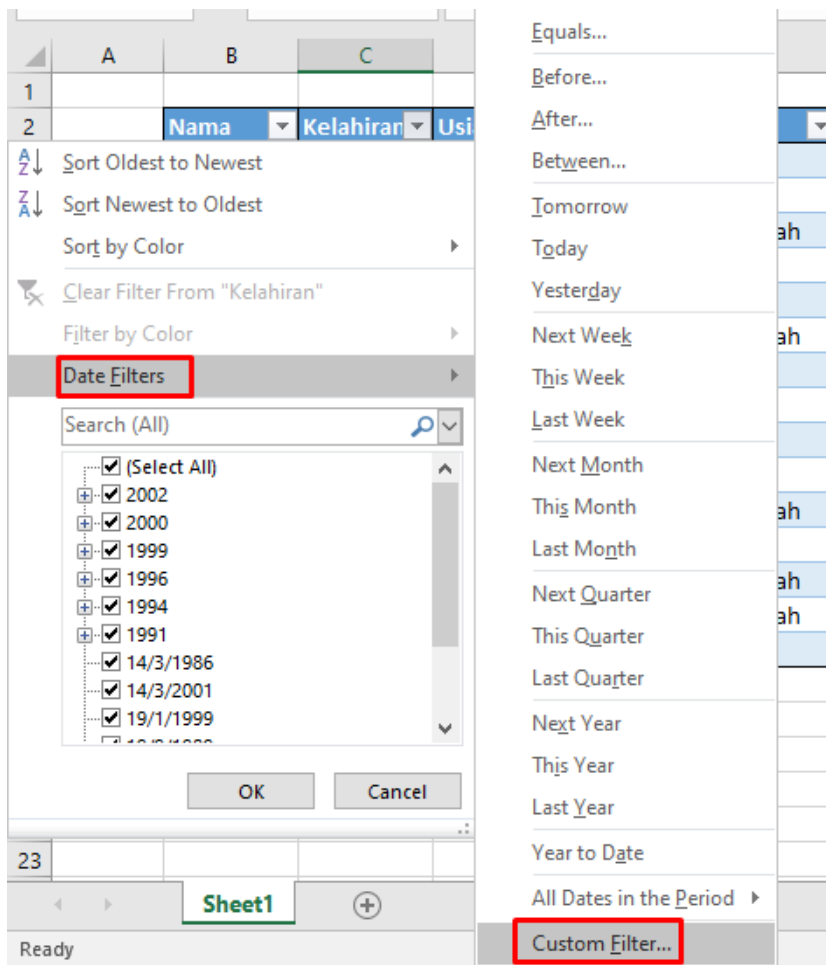 A B C
1
2 Nama Kelahiran Usi
Sort Oldest to Newest
Sort Newest to Oldest
Sort by Color
Clear Filter From "Kelahiran"
Filter by Color
Date Filters
Search (All)
(Select All)
2002
2000
1999
1996
1994
1991
14/3/1986
14/3/2001
19/1/1999
OK Cancel
23
Sheet1
Ready
Equals...
Before...
After...
Between...
Tomorrow
Today
Yesterday
Next Week
This Week
Last Week
Next Month
This Month
Last Month
Next Quarter
This Quarter
Last Quarter
Next Year
This Year
Last Year
Year to Date
All Dates in the Period
Custom Filter...
ah
ah
ah
ah
ah